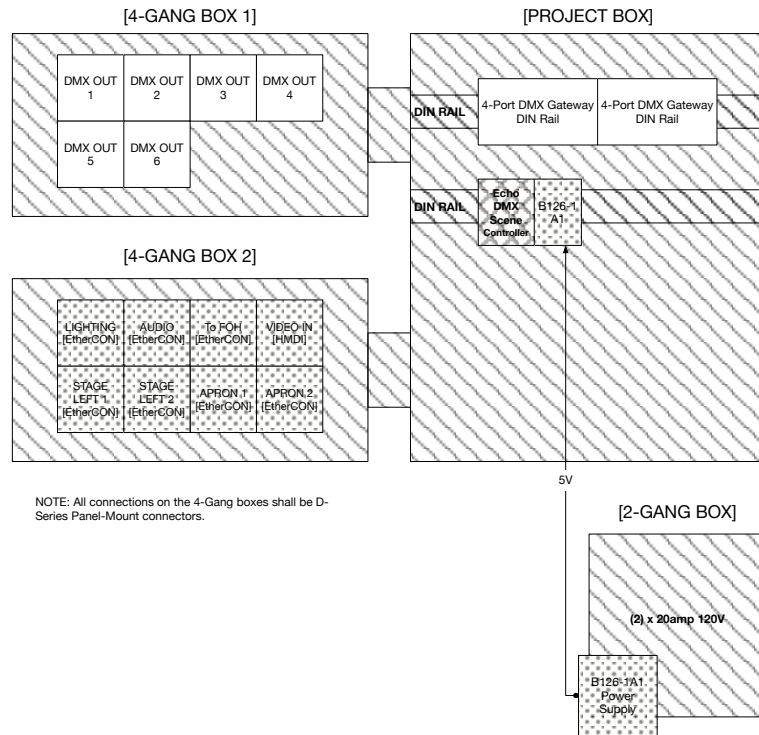 [4-GANG BOX 1]
DMX OUT
1
DMX OUT
2
DMX OUT
3
DMX OUT
4
DMX OUT
5
DMX OUT
6
[PROJECT BOX]
DIN RAIL
4-Port DMX Gateway
DIN Rail
4-Port DMX Gateway
DIN Rail
DIN RAIL
Echo
DMX
Scene
Controller
B126-1
A1
[4-GANG BOX 2]
LIGHTING
[EtherCON]
AUDIO
[EtherCON]
To FOH
[EtherCON]
VIDEO IN
[HMDI]
STAGE
LEFT 1
[EtherCON]
STAGE
LEFT 2
[EtherCON]
APRON 1
[EtherCON]
APRON 2
[EtherCON]
NOTE: All connections on the 4-Gang boxes shall be D-
Series Panel-Mount connectors.
5V
[2-GANG BOX]
(2) x 20amp 120V
B126-1A1
Power
Supply